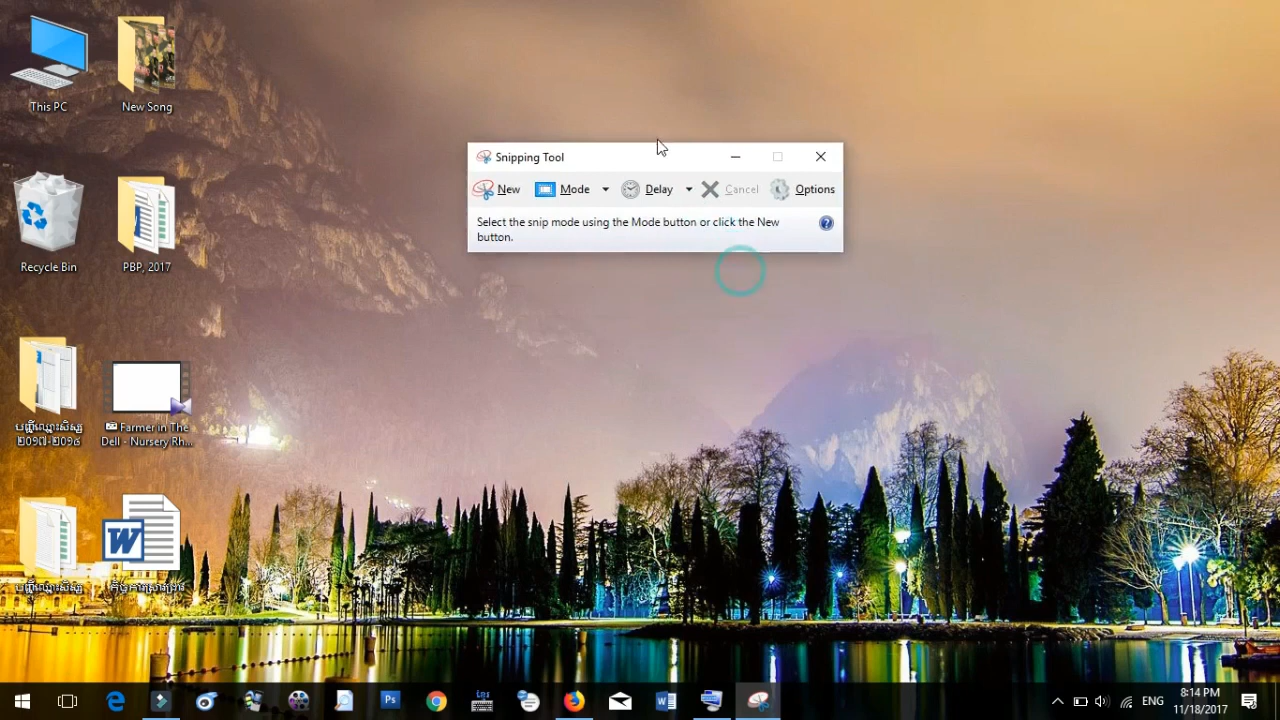 This PC
New Song
Recycle Bin
PBP, 2017
Farmer in The
Dell - Nursery Rh...
Snipping Tool
New
Mode
Delay
Cancel
Options
Select the snip mode using the Mode button or click the New
button.
W
Ps
ENG
8:14 PM
11/18/2017